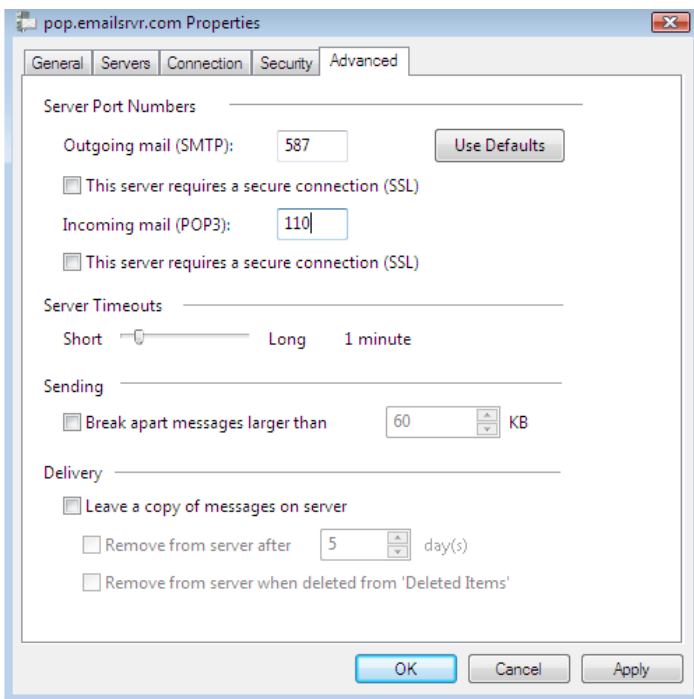 pop.emailsrvr.com Properties
General Servers Connection Security Advanced
Server Port Numbers
Outgoing mail (SMTP): 587 Use Defaults
This server requires a secure connection (SSL)
Incoming mail (POP3): 110
This server requires a secure connection (SSL)
Server Timeouts
Short Long 1 minute
Sending
Break apart messages larger than 60 KB
Delivery
Leave a copy of messages on server
Remove from server after 5 day(s)
Remove from server when deleted from 'Deleted Items'
OK Cancel Apply